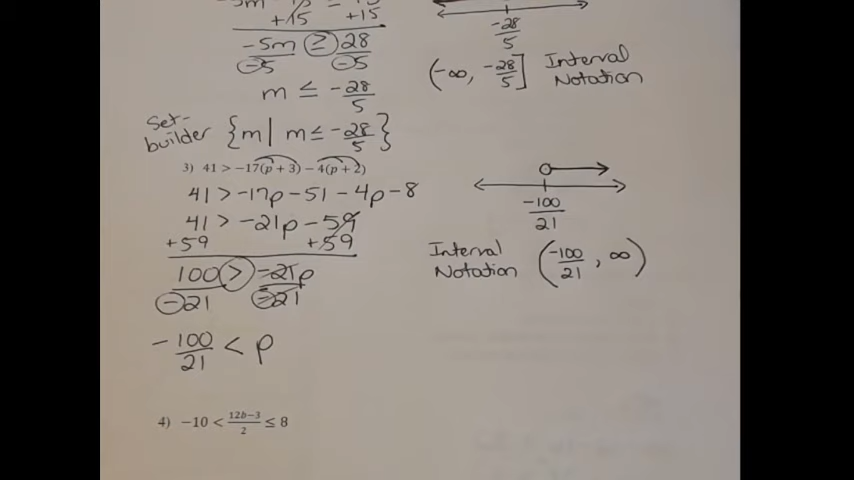 +15 +15
-5m ≥ 28
-5 -5
m ≤ -28/5
Set-builder {m | m ≤ -28/5}
-28/5
(-∞, -28/5] Interval Notation
3) 41 > -17(p + 3) - 4(p + 2)
41 > -17p - 51 - 4p - 8
41 > -21p - 59
+59 +59
100 > -21p
-21 -21
-100/21 < p
-100/21
Interval Notation (-100/21, ∞)
4) -10 < 12b-3/2 ≤ 8